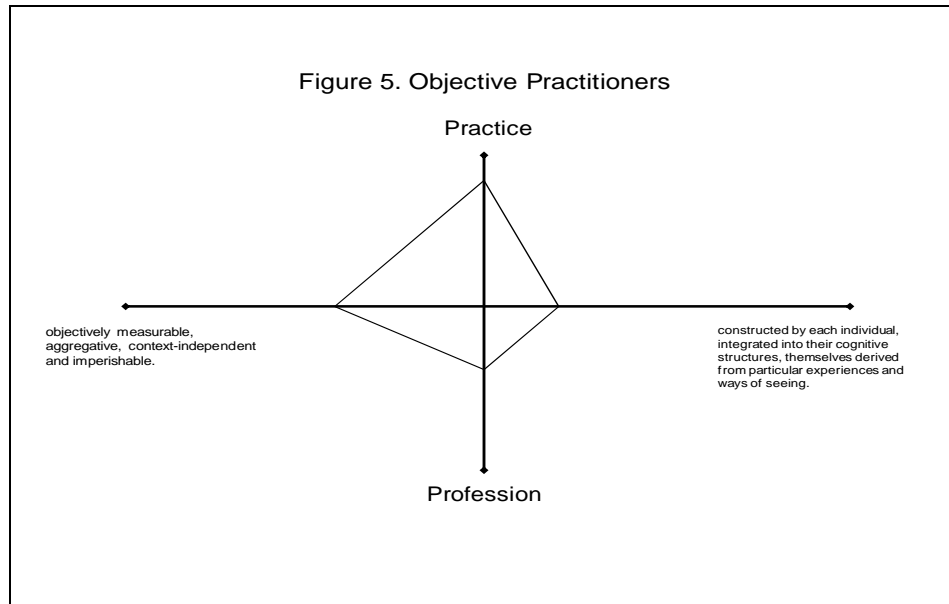 Figure 5. Objective Practitioners
Practice
objectively measurable,
aggregative, context-independent
and imperishable.
constructed by each individual,
integrated into their cognitive
structures, themselves derived
from particular experiences and
ways of seeing.
Profession